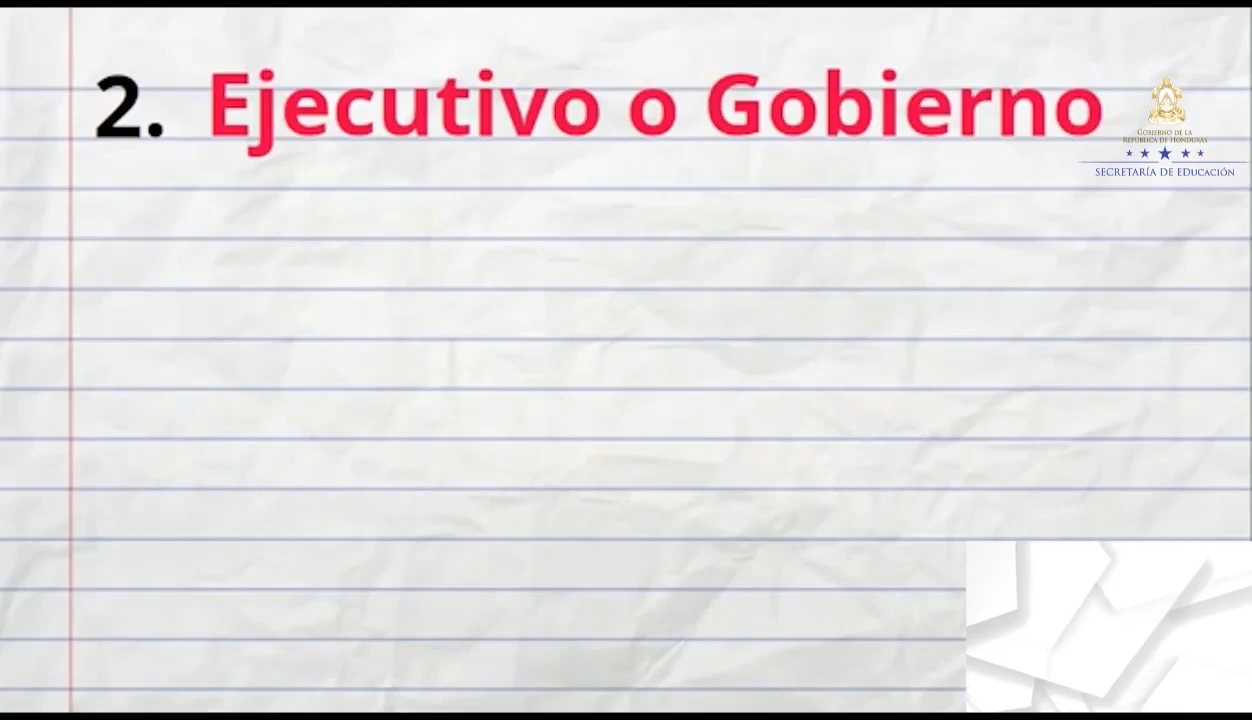 2. Ejecutivo o Gobierno
GOBIERNO DE LA
REPÚBLICA DE HONDURAS
SECRETARÍA DE EDUCACIÓN